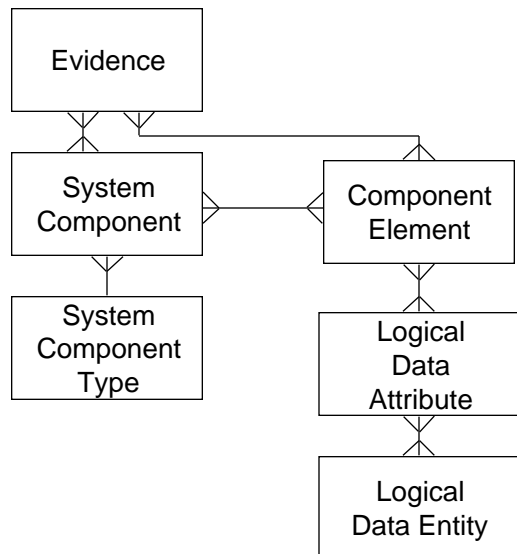 Evidence
System
Component
Component
Element
System
Component
Type
Logical
Data
Attribute
Logical
Data Entity